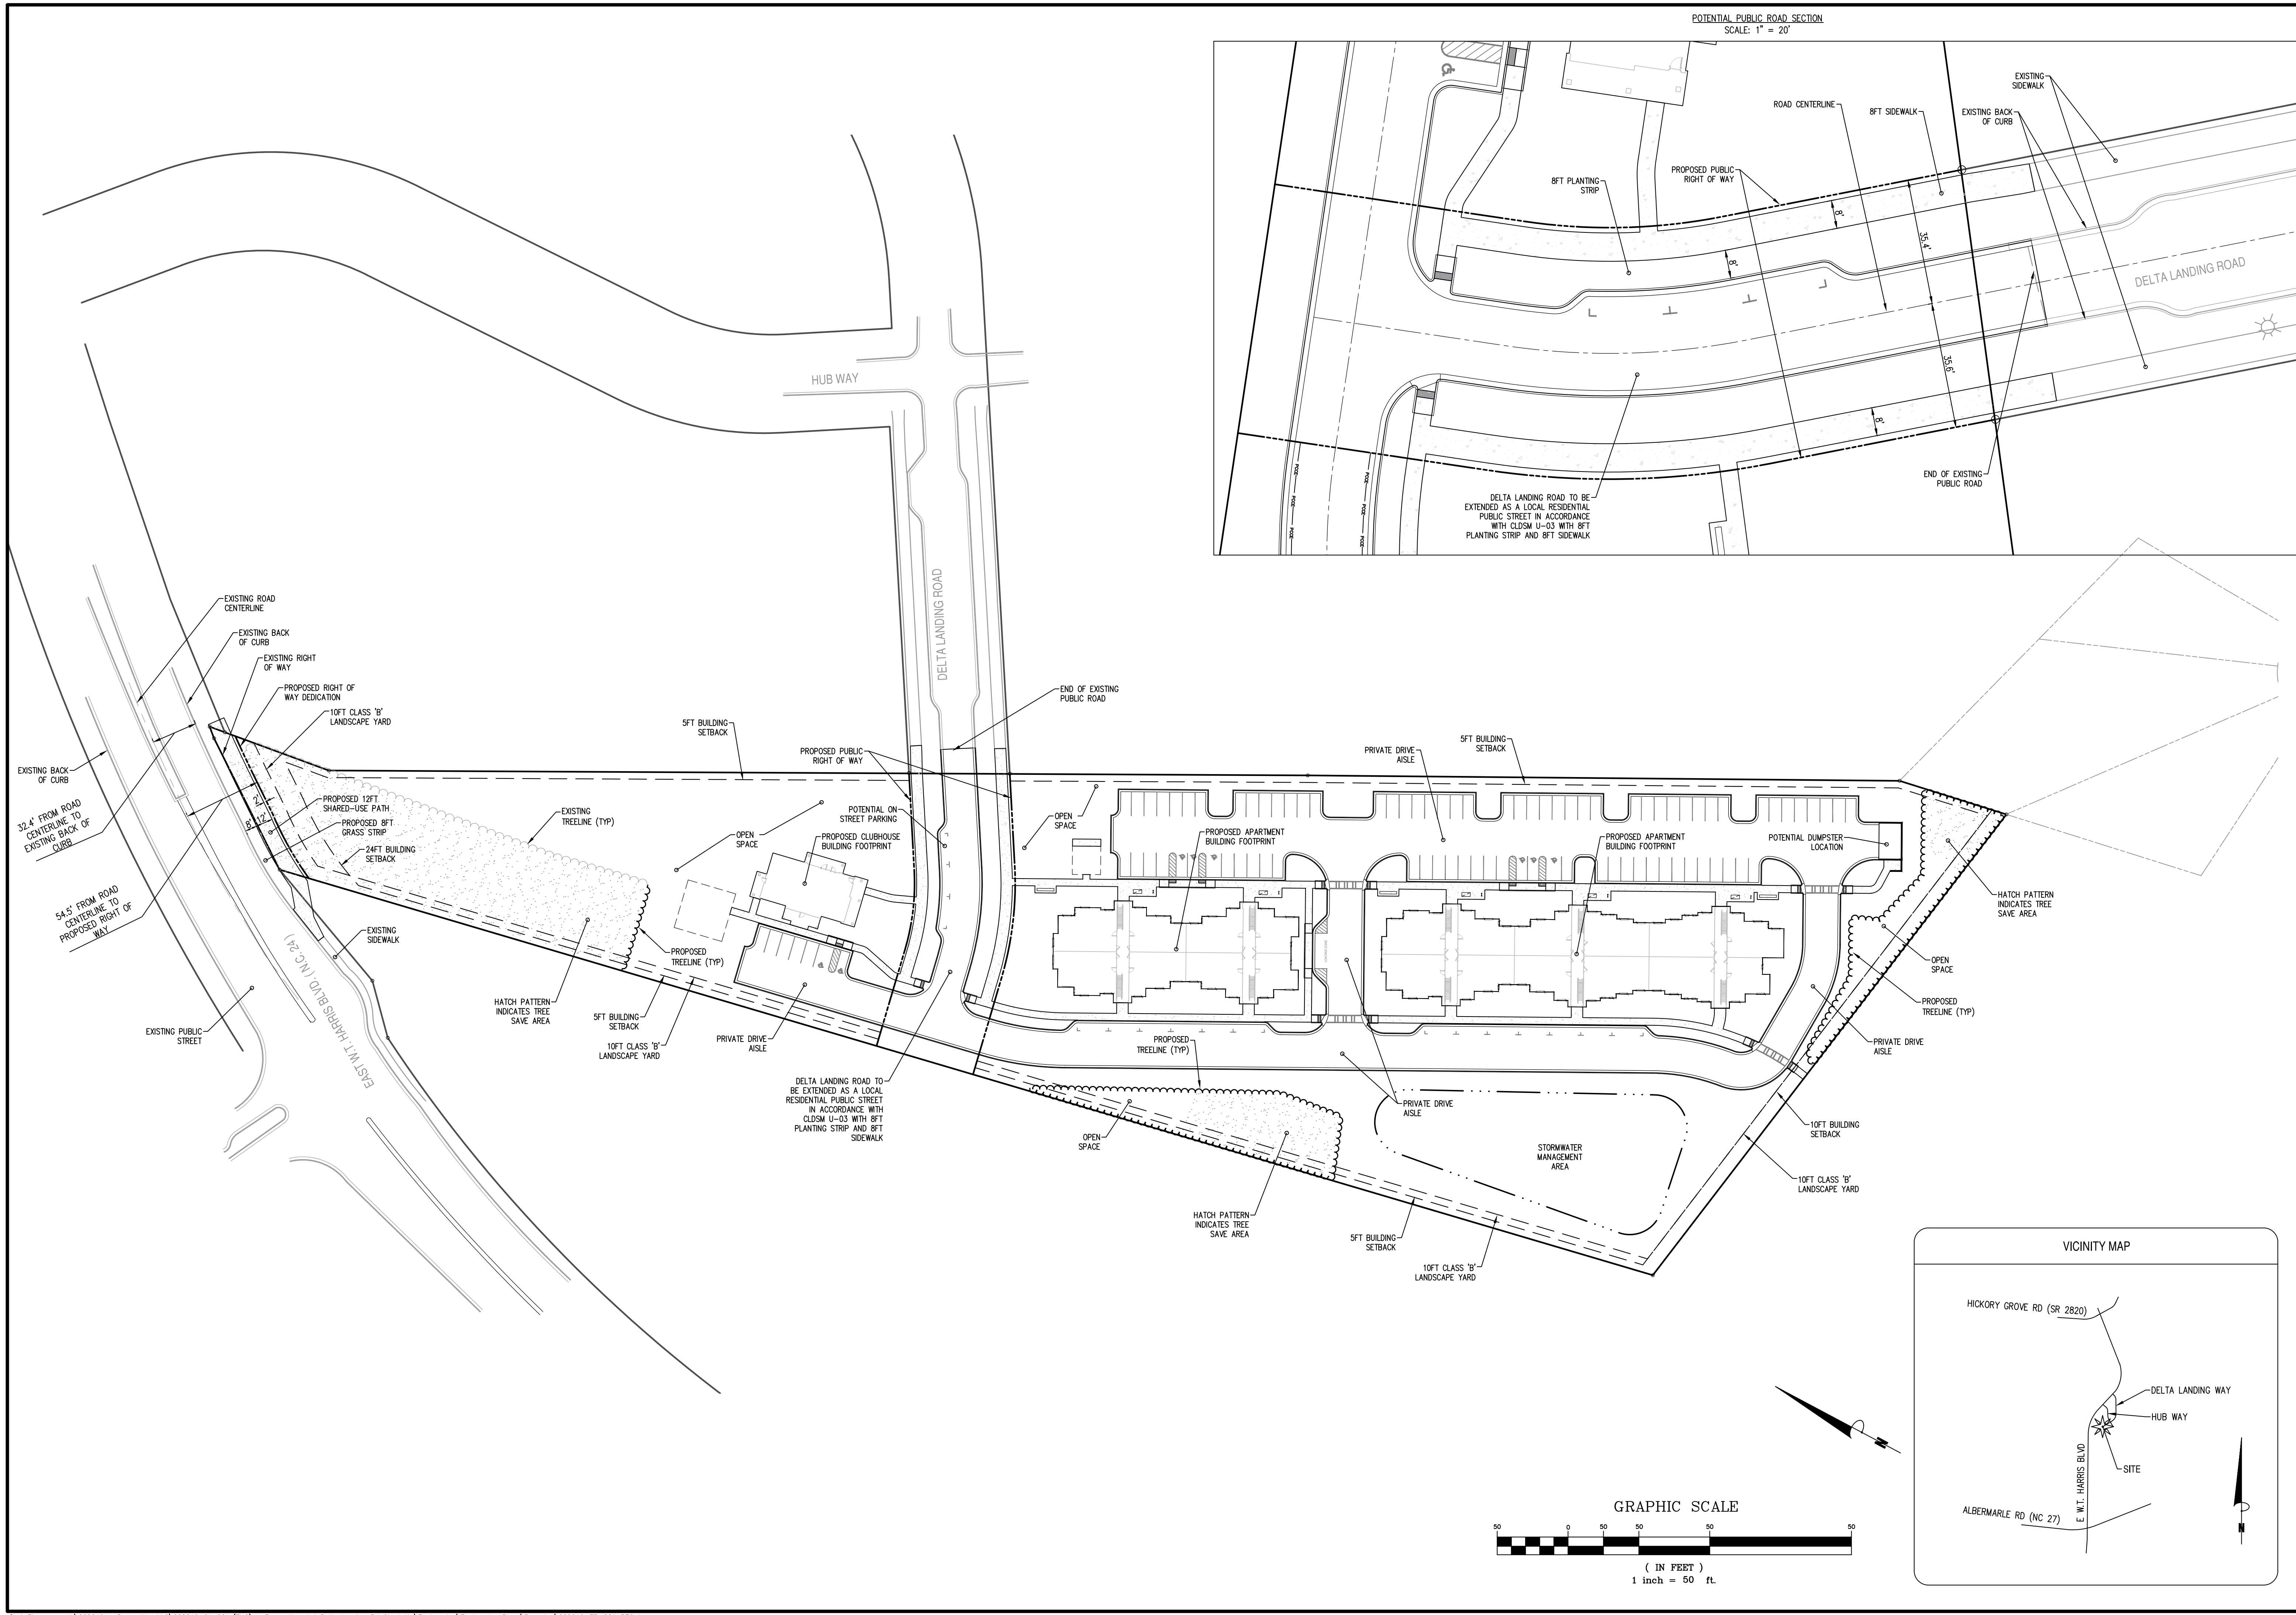 POTENTIAL PUBLIC ROAD SECTION
SCALE: 1" = 20'
EXISTING
SIDEWALK
ROAD CENTERLINE
8FT SIDEWALK
EXISTING BACK
OF CURB
8FT PLANTING
STRIP
PROPOSED PUBLIC
RIGHT OF WAY
8'
8'
35.4'
DELTA LANDING ROAD
35.6'
8'
END OF EXISTING
PUBLIC ROAD
DELTA LANDING ROAD TO BE
EXTENDED AS A LOCAL RESIDENTIAL
PUBLIC STREET IN ACCORDANCE
WITH CLDSM U-03 WITH 8FT
PLANTING STRIP AND 8FT SIDEWALK
PCOE
PCOE
PCOE
PCOE
PCOE
PCOE
HUB WAY
DELTA LANDING ROAD
EXISTING ROAD
CENTERLINE
EXISTING BACK
OF CURB
EXISTING RIGHT
OF WAY
PROPOSED RIGHT OF
WAY DEDICATION
10FT CLASS 'B'
LANDSCAPE YARD
EXISTING BACK
OF CURB
32.4' FROM ROAD
CENTERLINE TO
EXISTING BACK OF
CURB
2'
8'
12'
PROPOSED 12FT
SHARED-USE PATH
PROPOSED 8FT
GRASS STRIP
24FT BUILDING
SETBACK
54.5' FROM ROAD
CENTERLINE TO
PROPOSED RIGHT OF
WAY
EXISTING
SIDEWALK
EAST W.T. HARRIS BLVD. (N.C. 24)
EXISTING PUBLIC
STREET
EXISTING
TREELINE (TYP)
5FT BUILDING
SETBACK
PROPOSED PUBLIC
RIGHT OF WAY
END OF EXISTING
PUBLIC ROAD
OPEN
SPACE
PROPOSED CLUBHOUSE
BUILDING FOOTPRINT
POTENTIAL ON
STREET PARKING
OPEN
SPACE
PROPOSED APARTMENT
BUILDING FOOTPRINT
PRIVATE DRIVE
AISLE
5FT BUILDING
SETBACK
PROPOSED APARTMENT
BUILDING FOOTPRINT
POTENTIAL DUMPSTER
LOCATION
HATCH PATTERN
INDICATES TREE
SAVE AREA
OPEN
SPACE
PROPOSED
TREELINE (TYP)
PRIVATE DRIVE
AISLE
PROPOSED
TREELINE (TYP)
HATCH PATTERN
INDICATES TREE
SAVE AREA
5FT BUILDING
SETBACK
10FT CLASS 'B'
LANDSCAPE YARD
PRIVATE DRIVE
AISLE
DELTA LANDING ROAD TO
BE EXTENDED AS A LOCAL
RESIDENTIAL PUBLIC STREET
IN ACCORDANCE WITH
CLDSM U-03 WITH 8FT
PLANTING STRIP AND 8FT
SIDEWALK
PROPOSED
TREELINE (TYP)
OPEN
SPACE
PRIVATE DRIVE
AISLE
STORMWATER
MANAGEMENT
AREA
10FT BUILDING
SETBACK
10FT CLASS 'B'
LANDSCAPE YARD
HATCH PATTERN
INDICATES TREE
SAVE AREA
5FT BUILDING
SETBACK
10FT CLASS 'B'
LANDSCAPE YARD
N
GRAPHIC SCALE
50 0 50 50 50 50
( IN FEET )
1 inch = 50 ft.
VICINITY MAP
HICKORY GROVE RD (SR 2820)
DELTA LANDING WAY
HUB WAY
SITE
E W.T. HARRIS BLVD
ALBERMARLE RD (NC 27)
N